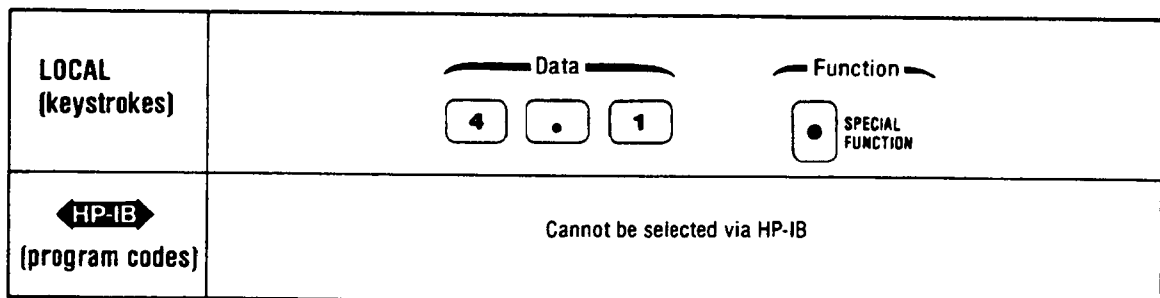 LOCAL
(keystrokes)
Data
Function
4 . 1
SPECIAL
FUNCTION
HP-IB
(program codes)
Cannot be selected via HP-IB